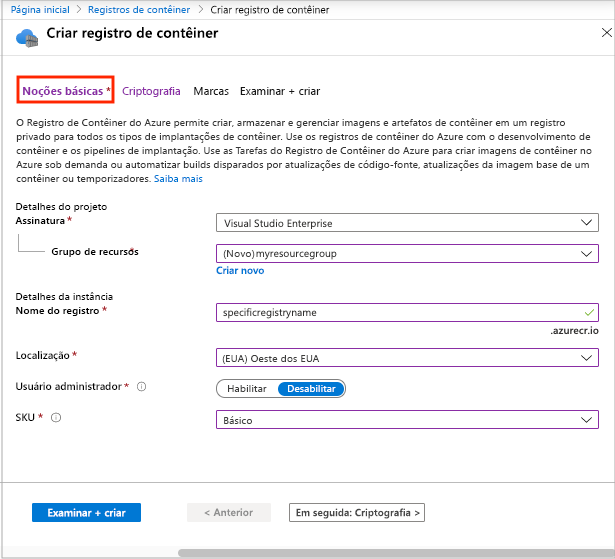 Página inicial > Registros de contêiner > Criar registro de contêiner
Criar registro de contêiner
Noções básicas * Criptografia Marcas Examinar + criar
O Registro de Contêiner do Azure permite criar, armazenar e gerenciar imagens e artefatos de contêiner em um registro
privado para todos os tipos de implantações de contêiner. Use os registros de contêiner do Azure com o desenvolvimento de
contêiner e os pipelines de implantação. Use as Tarefas do Registro de Contêiner do Azure para criar imagens de contêiner no
Azure sob demanda ou automatizar builds disparados por atualizações de código-fonte, atualizações da imagem base de um
contêiner ou temporizadores. Saiba mais
Detalhes do projeto
Assinatura * Visual Studio Enterprise
Grupo de recursos * (Novo) myresourcegroup
Criar novo
Detalhes da instância
Nome do registro * specificregistryname
.azurecr.io
Localização * (EUA) Oeste dos EUA
Usuário administrador * Habilitar Desabilitar
SKU * Básico
Examinar + criar < Anterior Em seguida: Criptografia >